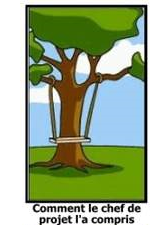 Comment le chef de
projet l'a compris